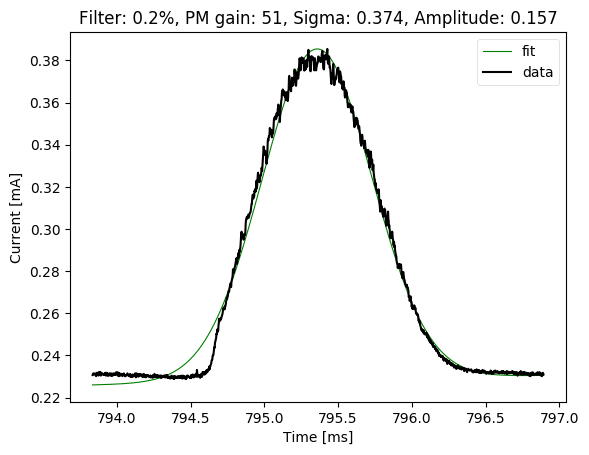 Filter: 0.2%, PM gain: 51, Sigma: 0.374, Amplitude: 0.157
fit
data
0.38
0.36
0.34
0.32
0.30
0.28
0.26
0.24
0.22
Current [mA]
794.0 794.5 795.0 795.5 796.0 796.5 797.0
Time [ms]